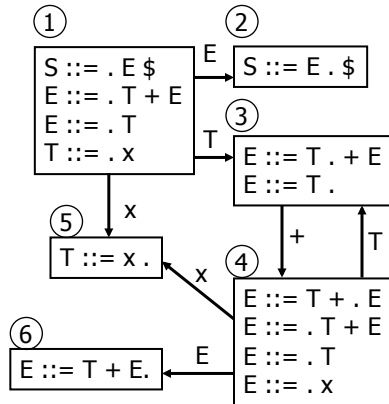 1
S ::= . E $
E ::= . T + E
E ::= . T
T ::= . x
E
2
S ::= E . $
T
3
E ::= T . + E
E ::= T .
x
5
T ::= x .
+
T
x
4
E ::= T + . E
E ::= . T + E
E ::= . T
E ::= . x
E
6
E ::= T + E.